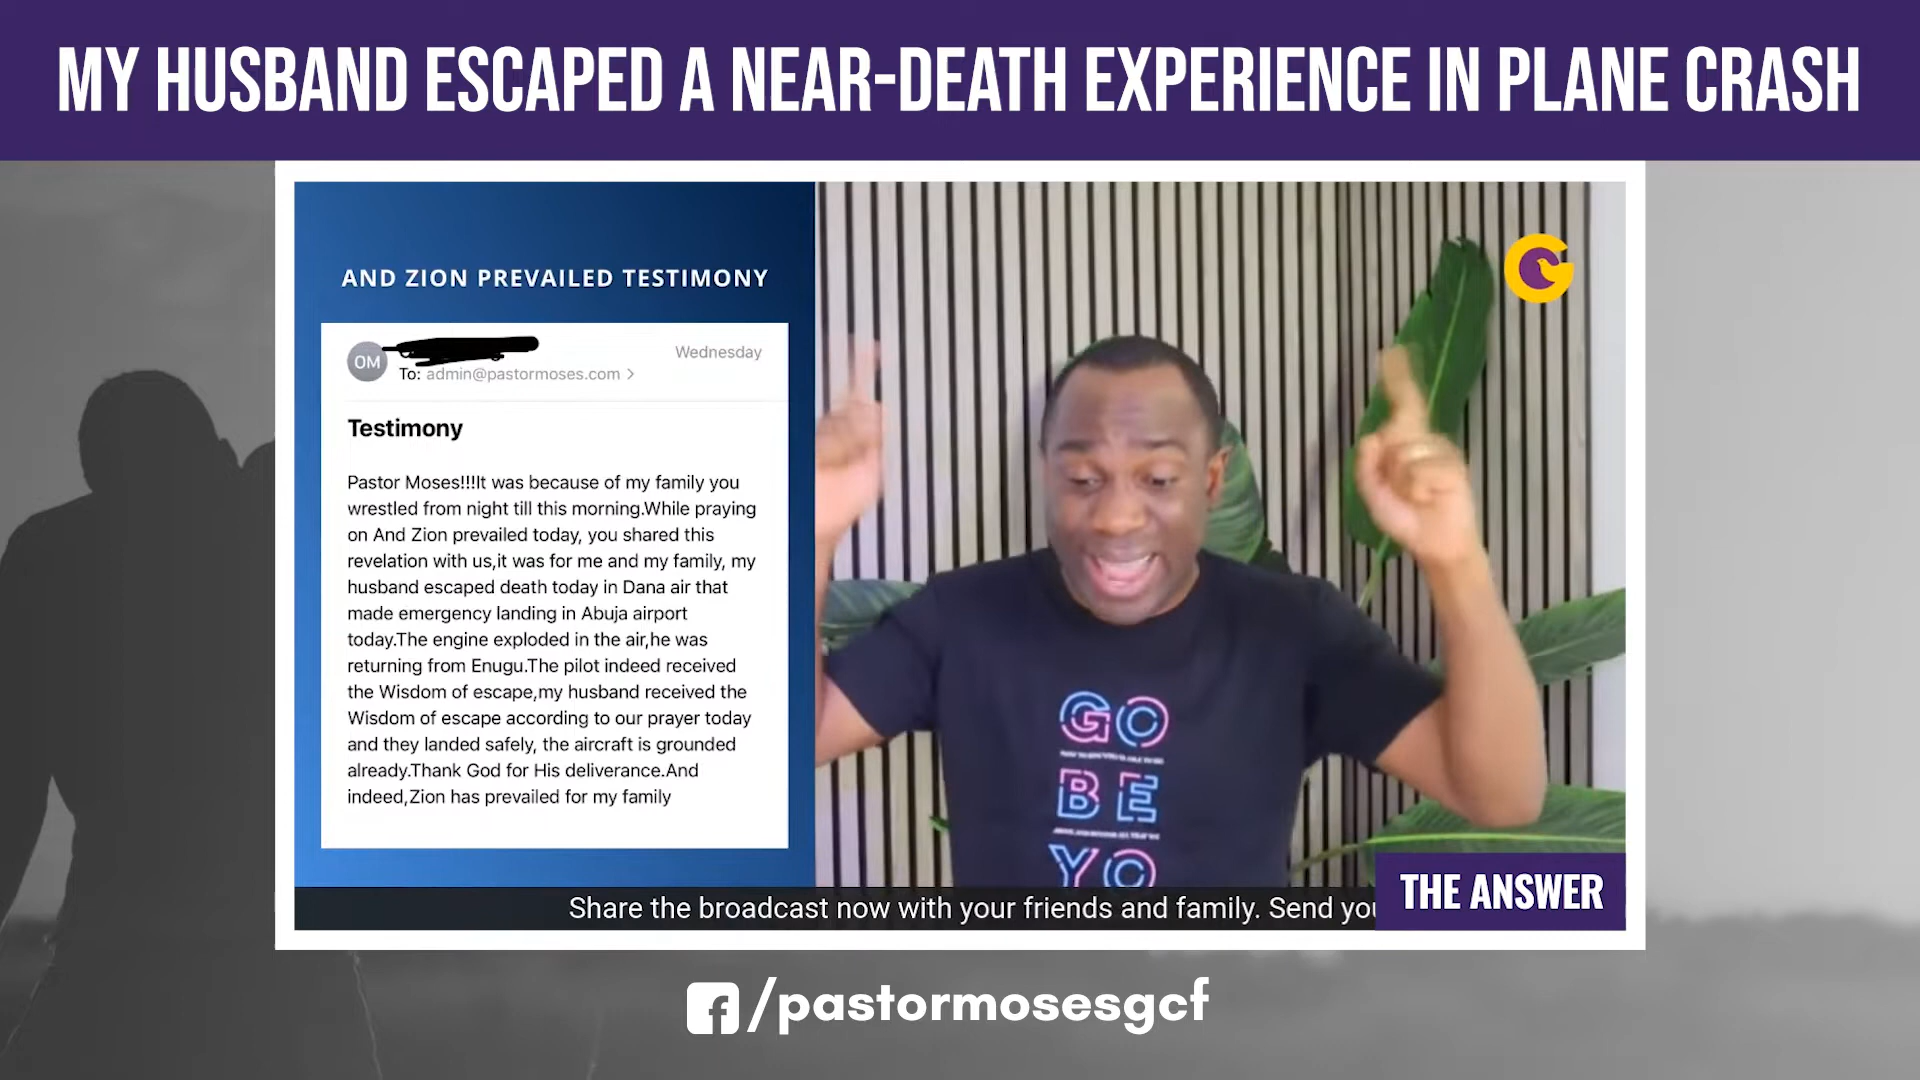 MY HUSBAND ESCAPED A NEAR-DEATH EXPERIENCE IN PLANE CRASH
AND ZION PREVAILED TESTIMONY
OM
Wednesday
To: admin@pastormoses.com >
Testimony
Pastor Moses!!!It was because of my family you
wrestled from night till this morning.While praying
on And Zion prevailed today, you shared this
revelation with us,it was for me and my family, my
husband escaped death today in Dana air that
made emergency landing in Abuja airport
today.The engine exploded in the air,he was
returning from Enugu.The pilot indeed received
the Wisdom of escape,my husband received the
Wisdom of escape according to our prayer today
and they landed safely, the aircraft is grounded
already.Thank God for His deliverance.And
indeed,Zion has prevailed for my family
GO
BE
YO
Share the broadcast now with your friends and family. Send you
THE ANSWER
/pastormosesgcf